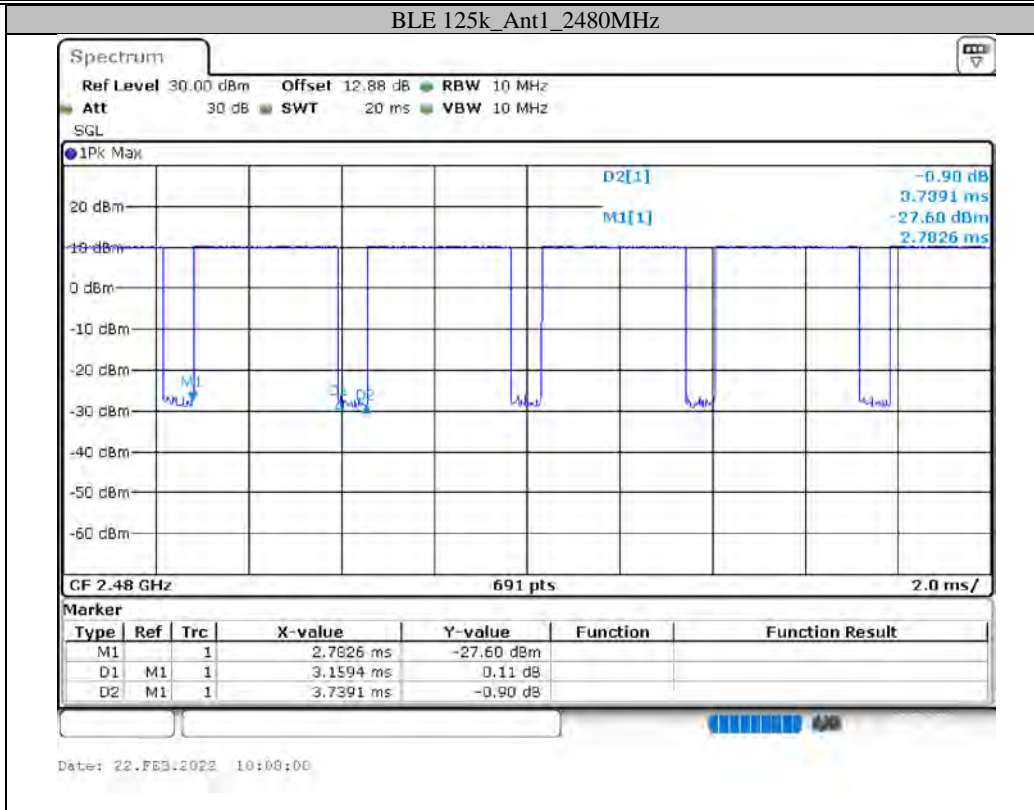 BLE 125k_Ant1_2480MHz
Spectrum
Ref Level 30.00 dBm Offset 12.88 dB RBW 10 MHz
Att 30 dB SWT 20 ms VBW 10 MHz
SGL
1Pk Max
D2[1] -0.90 dB
3.7391 ms
20 dBm
M1[1] -27.60 dBm
2.7826 ms
10 dBm
0 dBm
-10 dBm
-20 dBm
M1
D2
-30 dBm
-40 dBm
-50 dBm
-60 dBm
CF 2.48 GHz 691 pts 2.0 ms/
Marker
Type Ref Trc X-value Y-value Function Function Result
M1 1 2.7826 ms -27.60 dBm
D1 M1 1 3.1594 ms 0.11 dB
D2 M1 1 3.7391 ms -0.90 dB
Date: 22.FEB.2022 10:08:00